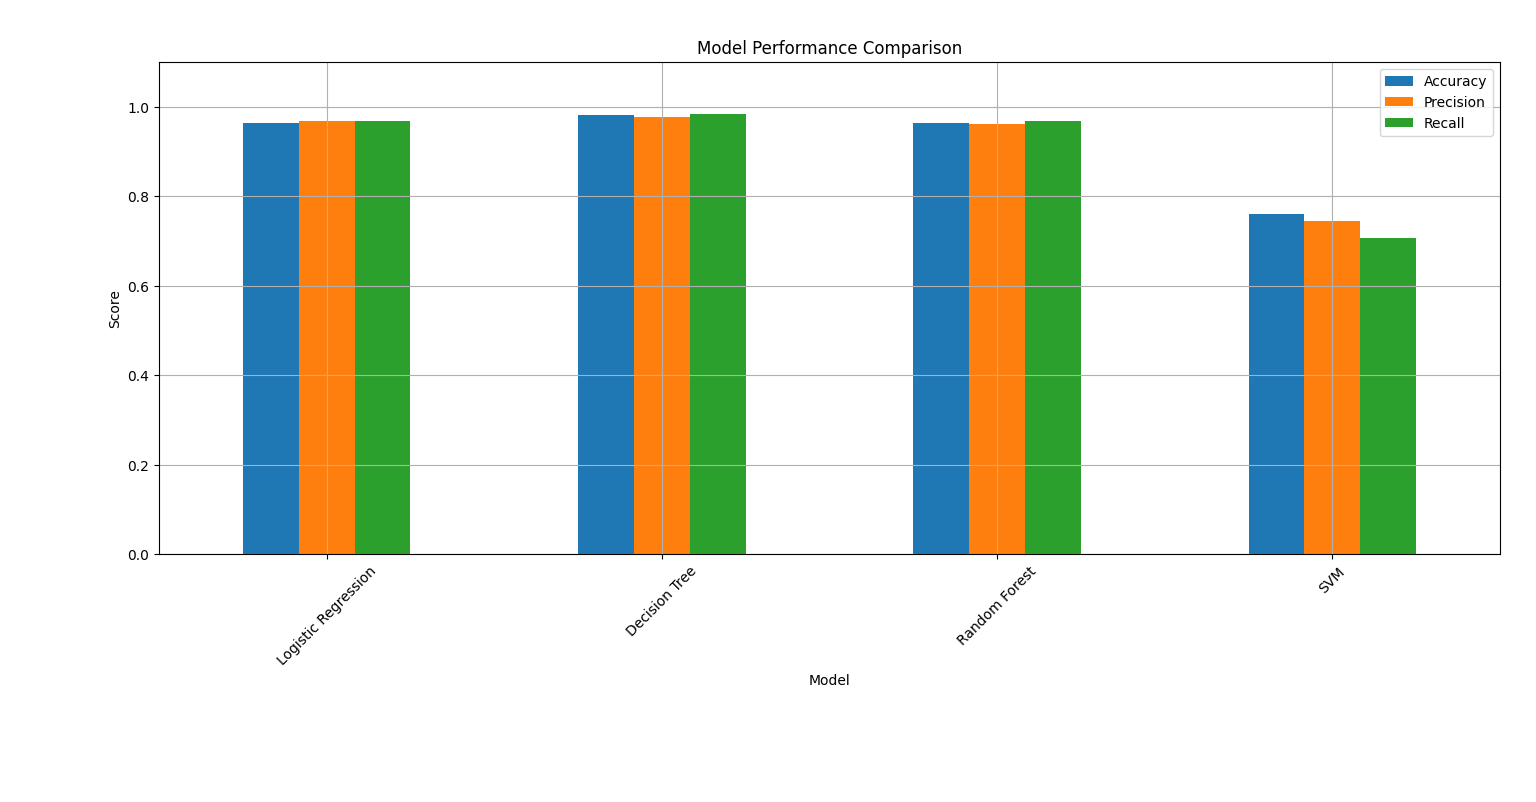 Model Performance Comparison
Accuracy
Precision
Recall
1.0
0.8
0.6
0.4
0.2
0.0
Score
Logistic Regression
Decision Tree
Random Forest
SVM
Model